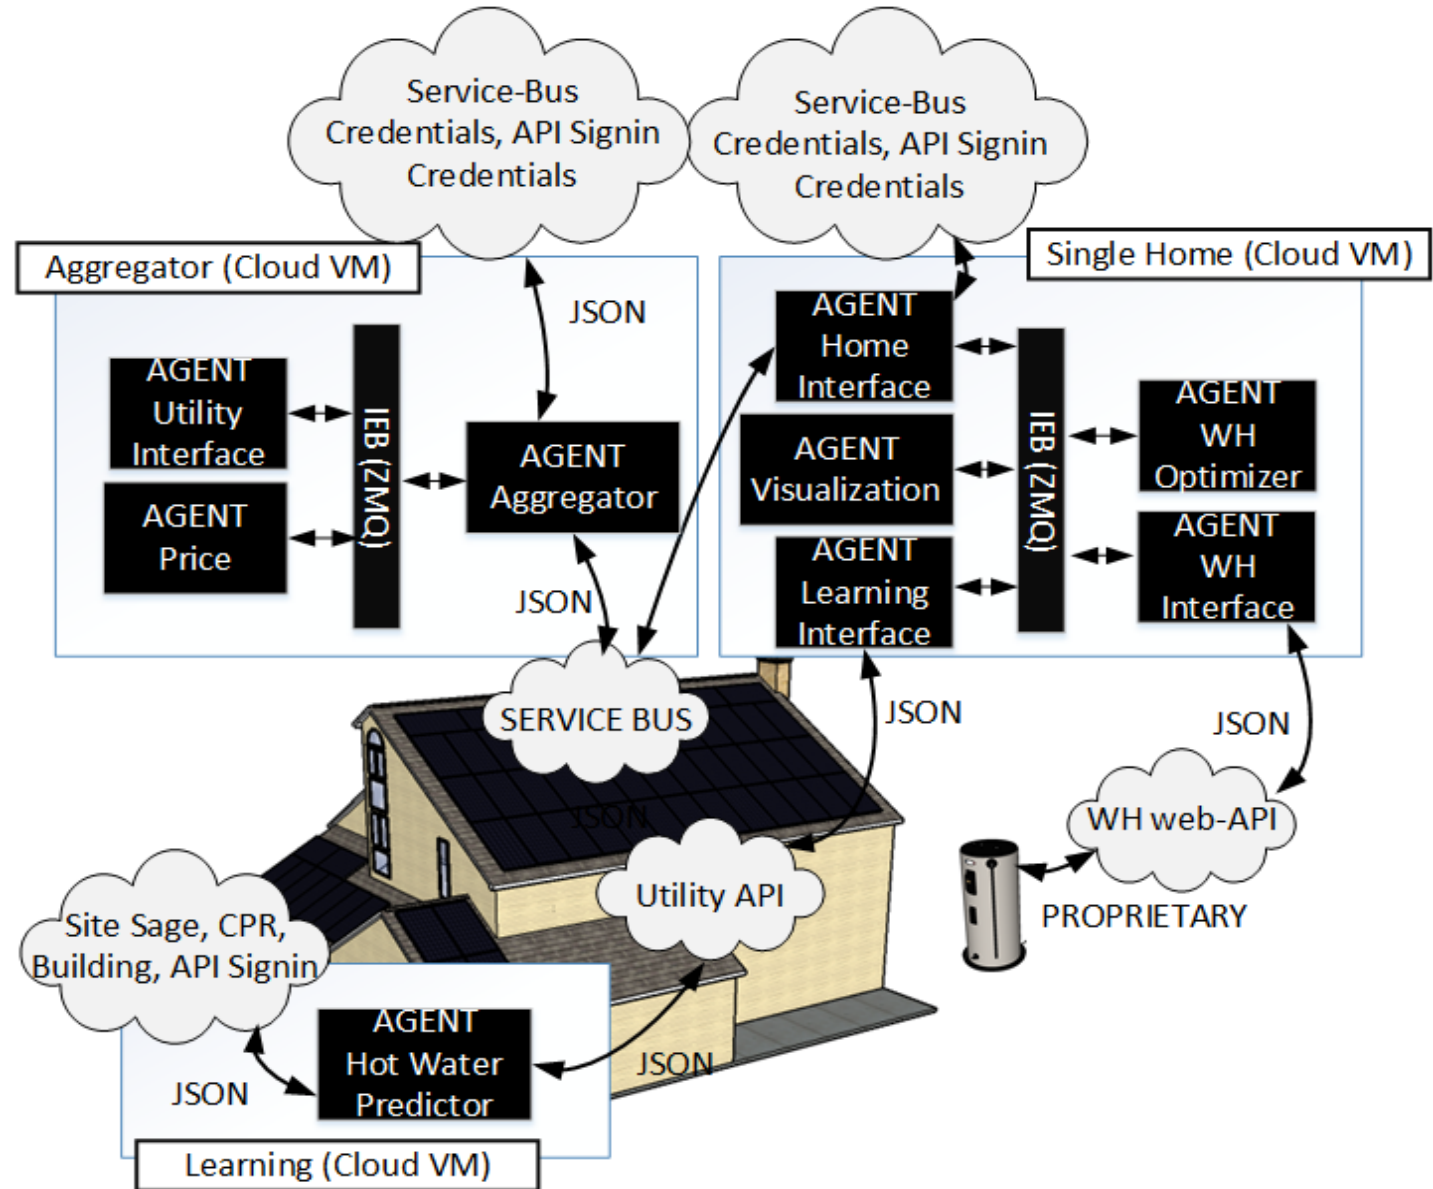 Service-Bus
Credentials, API Signin
Credentials
Service-Bus
Credentials, API Signin
Credentials
Aggregator (Cloud VM)
Single Home (Cloud VM)
JSON
AGENT
Utility
Interface
AGENT
Price
IEB (ZMQ)
AGENT
Aggregator
JSON
AGENT
Home
Interface
AGENT
Visualization
AGENT
Learning
Interface
IEB (ZMQ)
AGENT
WH
Optimizer
AGENT
WH
Interface
SERVICE BUS
JSON
JSON
JSON
WH web-API
Utility API
PROPRIETARY
Site Sage, CPR,
Building, API Signin
AGENT
Hot Water
Predictor
JSON
JSON
Learning (Cloud VM)